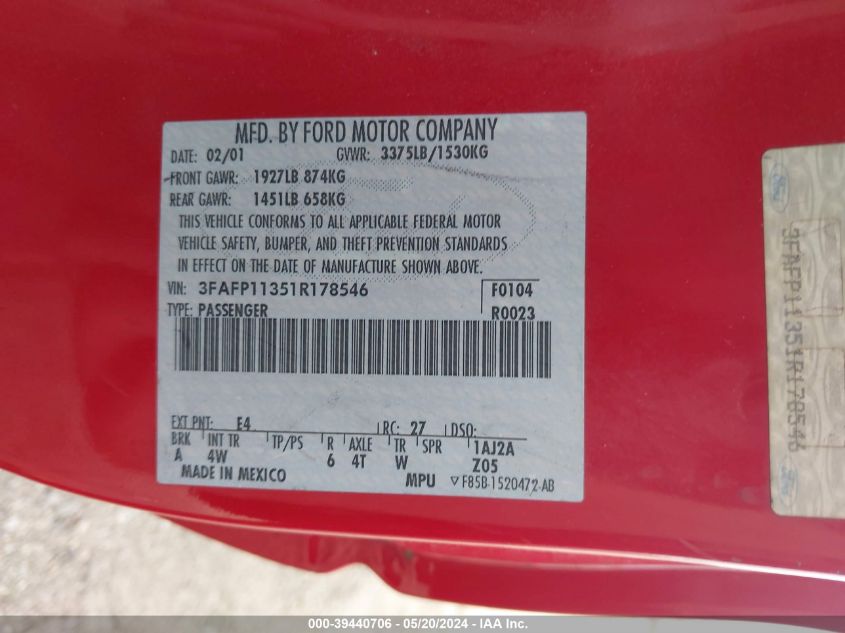 MFD. BY FORD MOTOR COMPANY
DATE: 02/01 GVWR: 3375LB/1530KG
FRONT GAWR: 1927LB 874KG
REAR GAWR: 1451LB 658KG
THIS VEHICLE CONFORMS TO ALL APPLICABLE FEDERAL MOTOR
VEHICLE SAFETY, BUMPER, AND THEFT PREVENTION STANDARDS
IN EFFECT ON THE DATE OF MANUFACTURE SHOWN ABOVE.
VIN: 3FAFP11351R178546 F0104
TYPE: PASSENGER R0023
EXT PNT: E4 RC: 27 DSO:
BRK INT TR TP/PS R AXLE TR SPR 1AJ2A
A 4W 6 4T W Z05
MADE IN MEXICO MPU F85B-1520472-AB
Ford
3FAFP11351R178546
Ford
000-39440706 - 05/20/2024 - IAA Inc.